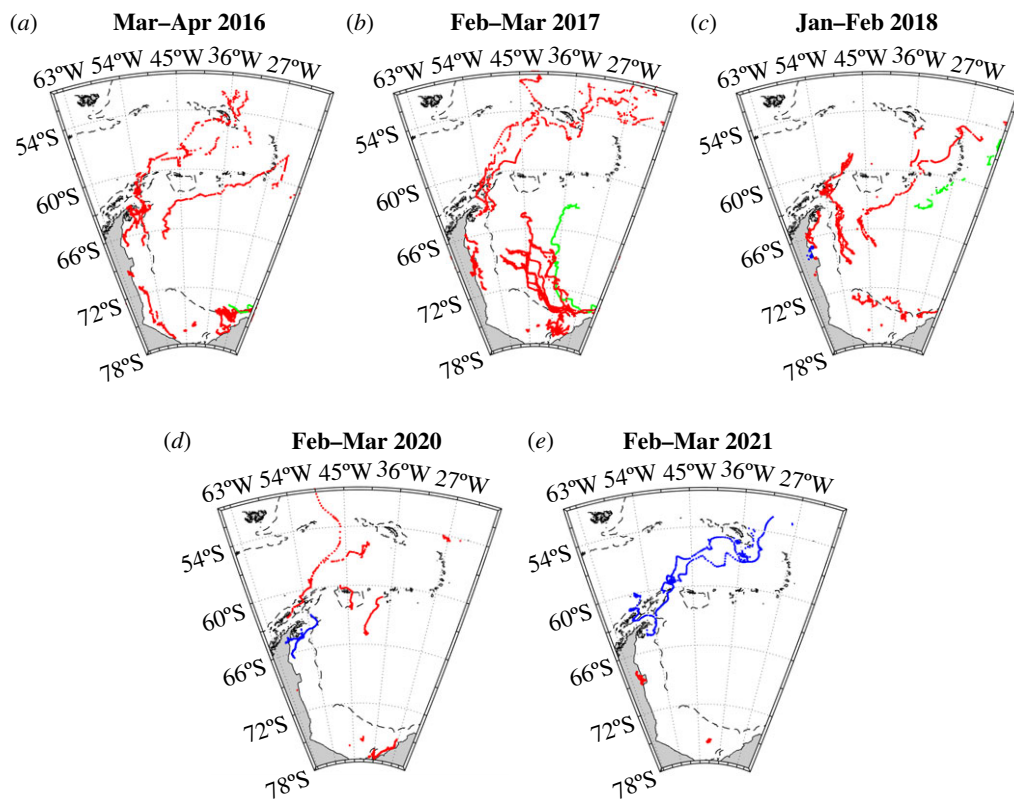 (a) Mar–Apr 2016
63ºW 54ºW 45ºW 36ºW 27ºW
54ºS
60ºS
66ºS
72ºS
78ºS
(b) Feb–Mar 2017
63ºW 54ºW 45ºW 36ºW 27ºW
54ºS
60ºS
66ºS
72ºS
78ºS
(c) Jan–Feb 2018
63ºW 54ºW 45ºW 36ºW 27ºW
54ºS
60ºS
66ºS
72ºS
78ºS
(d) Feb–Mar 2020
63ºW 54ºW 45ºW 36ºW 27ºW
54ºS
60ºS
66ºS
72ºS
78ºS
(e) Feb–Mar 2021
63ºW 54ºW 45ºW 36ºW 27ºW
54ºS
60ºS
66ºS
72ºS
78ºS